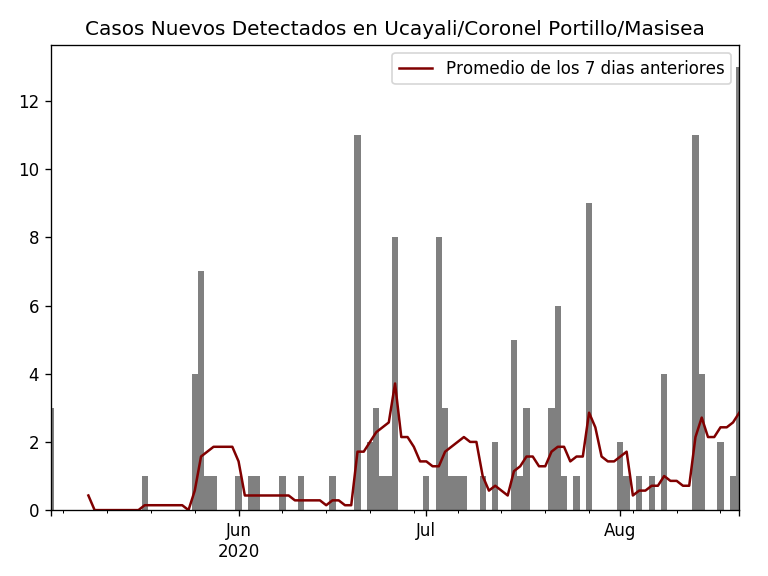 Casos Nuevos Detectados en Ucayali/Coronel Portillo/Masisea
Promedio de los 7 dias anteriores
12
10
8
6
4
2
0
Jun
2020
Jul
Aug